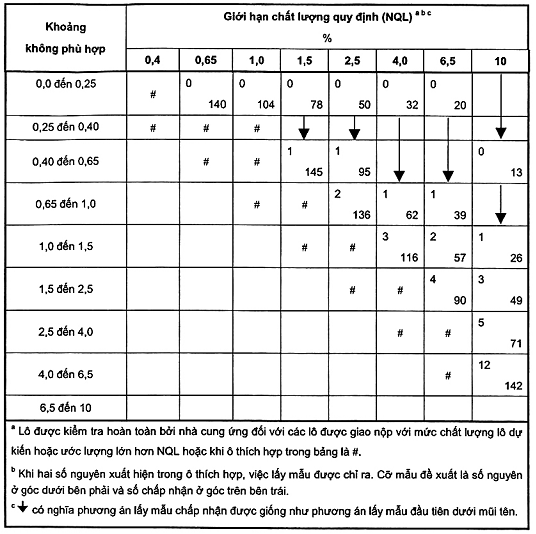 Khoảng không phù hợp
Giới hạn chất lượng quy định (NQL) a b c
%
0,4 0,65 1,0 1,5 2,5 4,0 6,5 10
0,0 đến 0,25 # 0 140 0 104 0 78 0 50 0 32 0 20 ↓
0,25 đến 0,40 # # # ↓ ↓ ↓ ↓
0,40 đến 0,65 # # 1 145 1 95 0 13
0,65 đến 1,0 # # 2 136 1 62 1 39 ↓
1,0 đến 1,5 # # 3 116 2 57 1 26
1,5 đến 2,5 # # 4 90 3 49
2,5 đến 4,0 # # 5 71
4,0 đến 6,5 # 12 142
6,5 đến 10
a Lô được kiểm tra hoàn toàn bởi nhà cung ứng đối với các lô được giao nộp với mức chất lượng lô dự
kiến hoặc ước lượng lớn hơn NQL hoặc khi ô thích hợp trong bảng là #.
b Khi hai số nguyên xuất hiện trong ô thích hợp, việc lấy mẫu được chỉ ra. Cỡ mẫu đề xuất là số nguyên
ở góc dưới bên phải và số chấp nhận ở góc trên bên trái.
c ↓ có nghĩa phương án lấy mẫu chấp nhận được giống như phương án lấy mẫu đầu tiên dưới mũi tên.